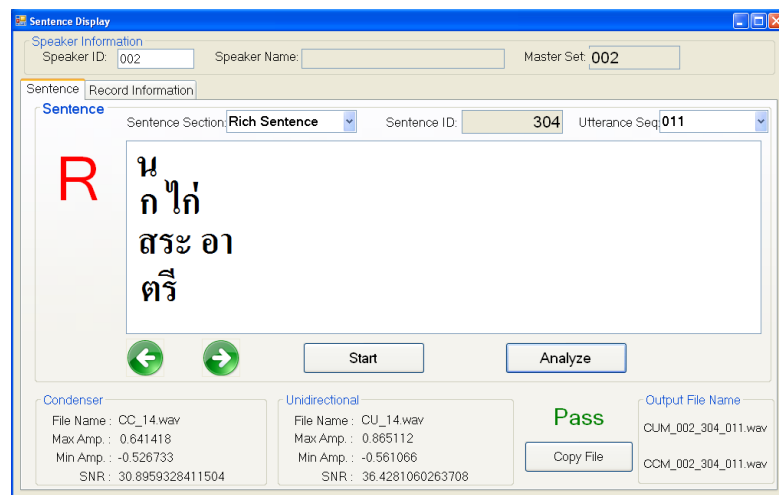 Sentence Display
Speaker Information
Speaker ID: 002 Speaker Name: Master Set: 002
Sentence Record Information
Sentence
Sentence Section: Rich Sentence Sentence ID: 304 Utterance Seq: 011
R
น
ก ไก่
สระ อา
ตรี
Start Analyze
Condenser
File Name : CC_14.wav
Max Amp. : 0.641418
Min Amp. : -0.526733
SNR : 30.8959328411504
Unidirectional
File Name : CU_14.wav
Max Amp. : 0.865112
Min Amp. : -0.561066
SNR : 36.4281060263708
Pass
Copy File
Output File Name
CUM_002_304_011.wav
CCM_002_304_011.wav